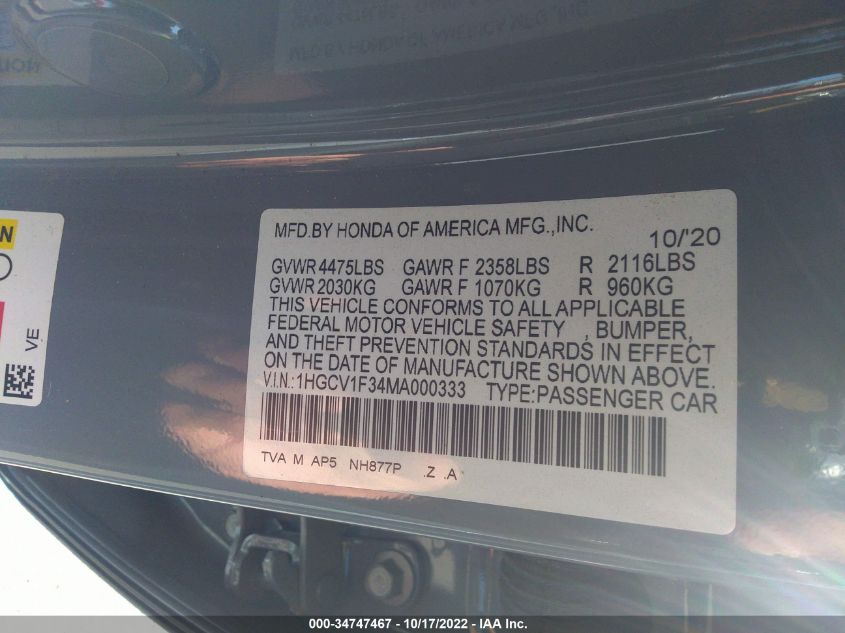 MFD.BY HONDA OF AMERICA MFG.,INC.
10/'20
GVWR 4475LBS GAWR F 2358LBS R 2116LBS
GVWR 2030KG GAWR F 1070KG R 960KG
THIS VEHICLE CONFORMS TO ALL APPLICABLE
FEDERAL MOTOR VEHICLE SAFETY , BUMPER,
AND THEFT PREVENTION STANDARDS IN EFFECT
ON THE DATE OF MANUFACTURE SHOWN ABOVE.
V.I.N.:1HGCV1F34MA000333 TYPE:PASSENGER CAR
TVA M AP5 NH877P .Z .A
N
VE
000-34747467 - 10/17/2022 - IAA Inc.